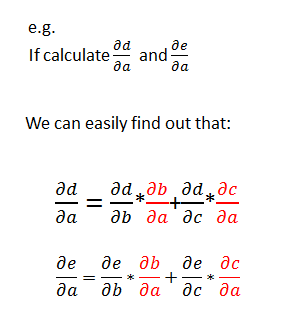 e.g.
If calculate ∂d/∂a and ∂e/∂a
We can easily find out that:
∂d/∂a = ∂d/∂b * ∂b/∂a + ∂d/∂c * ∂c/∂a
∂e/∂a = ∂e/∂b * ∂b/∂a + ∂e/∂c * ∂c/∂a